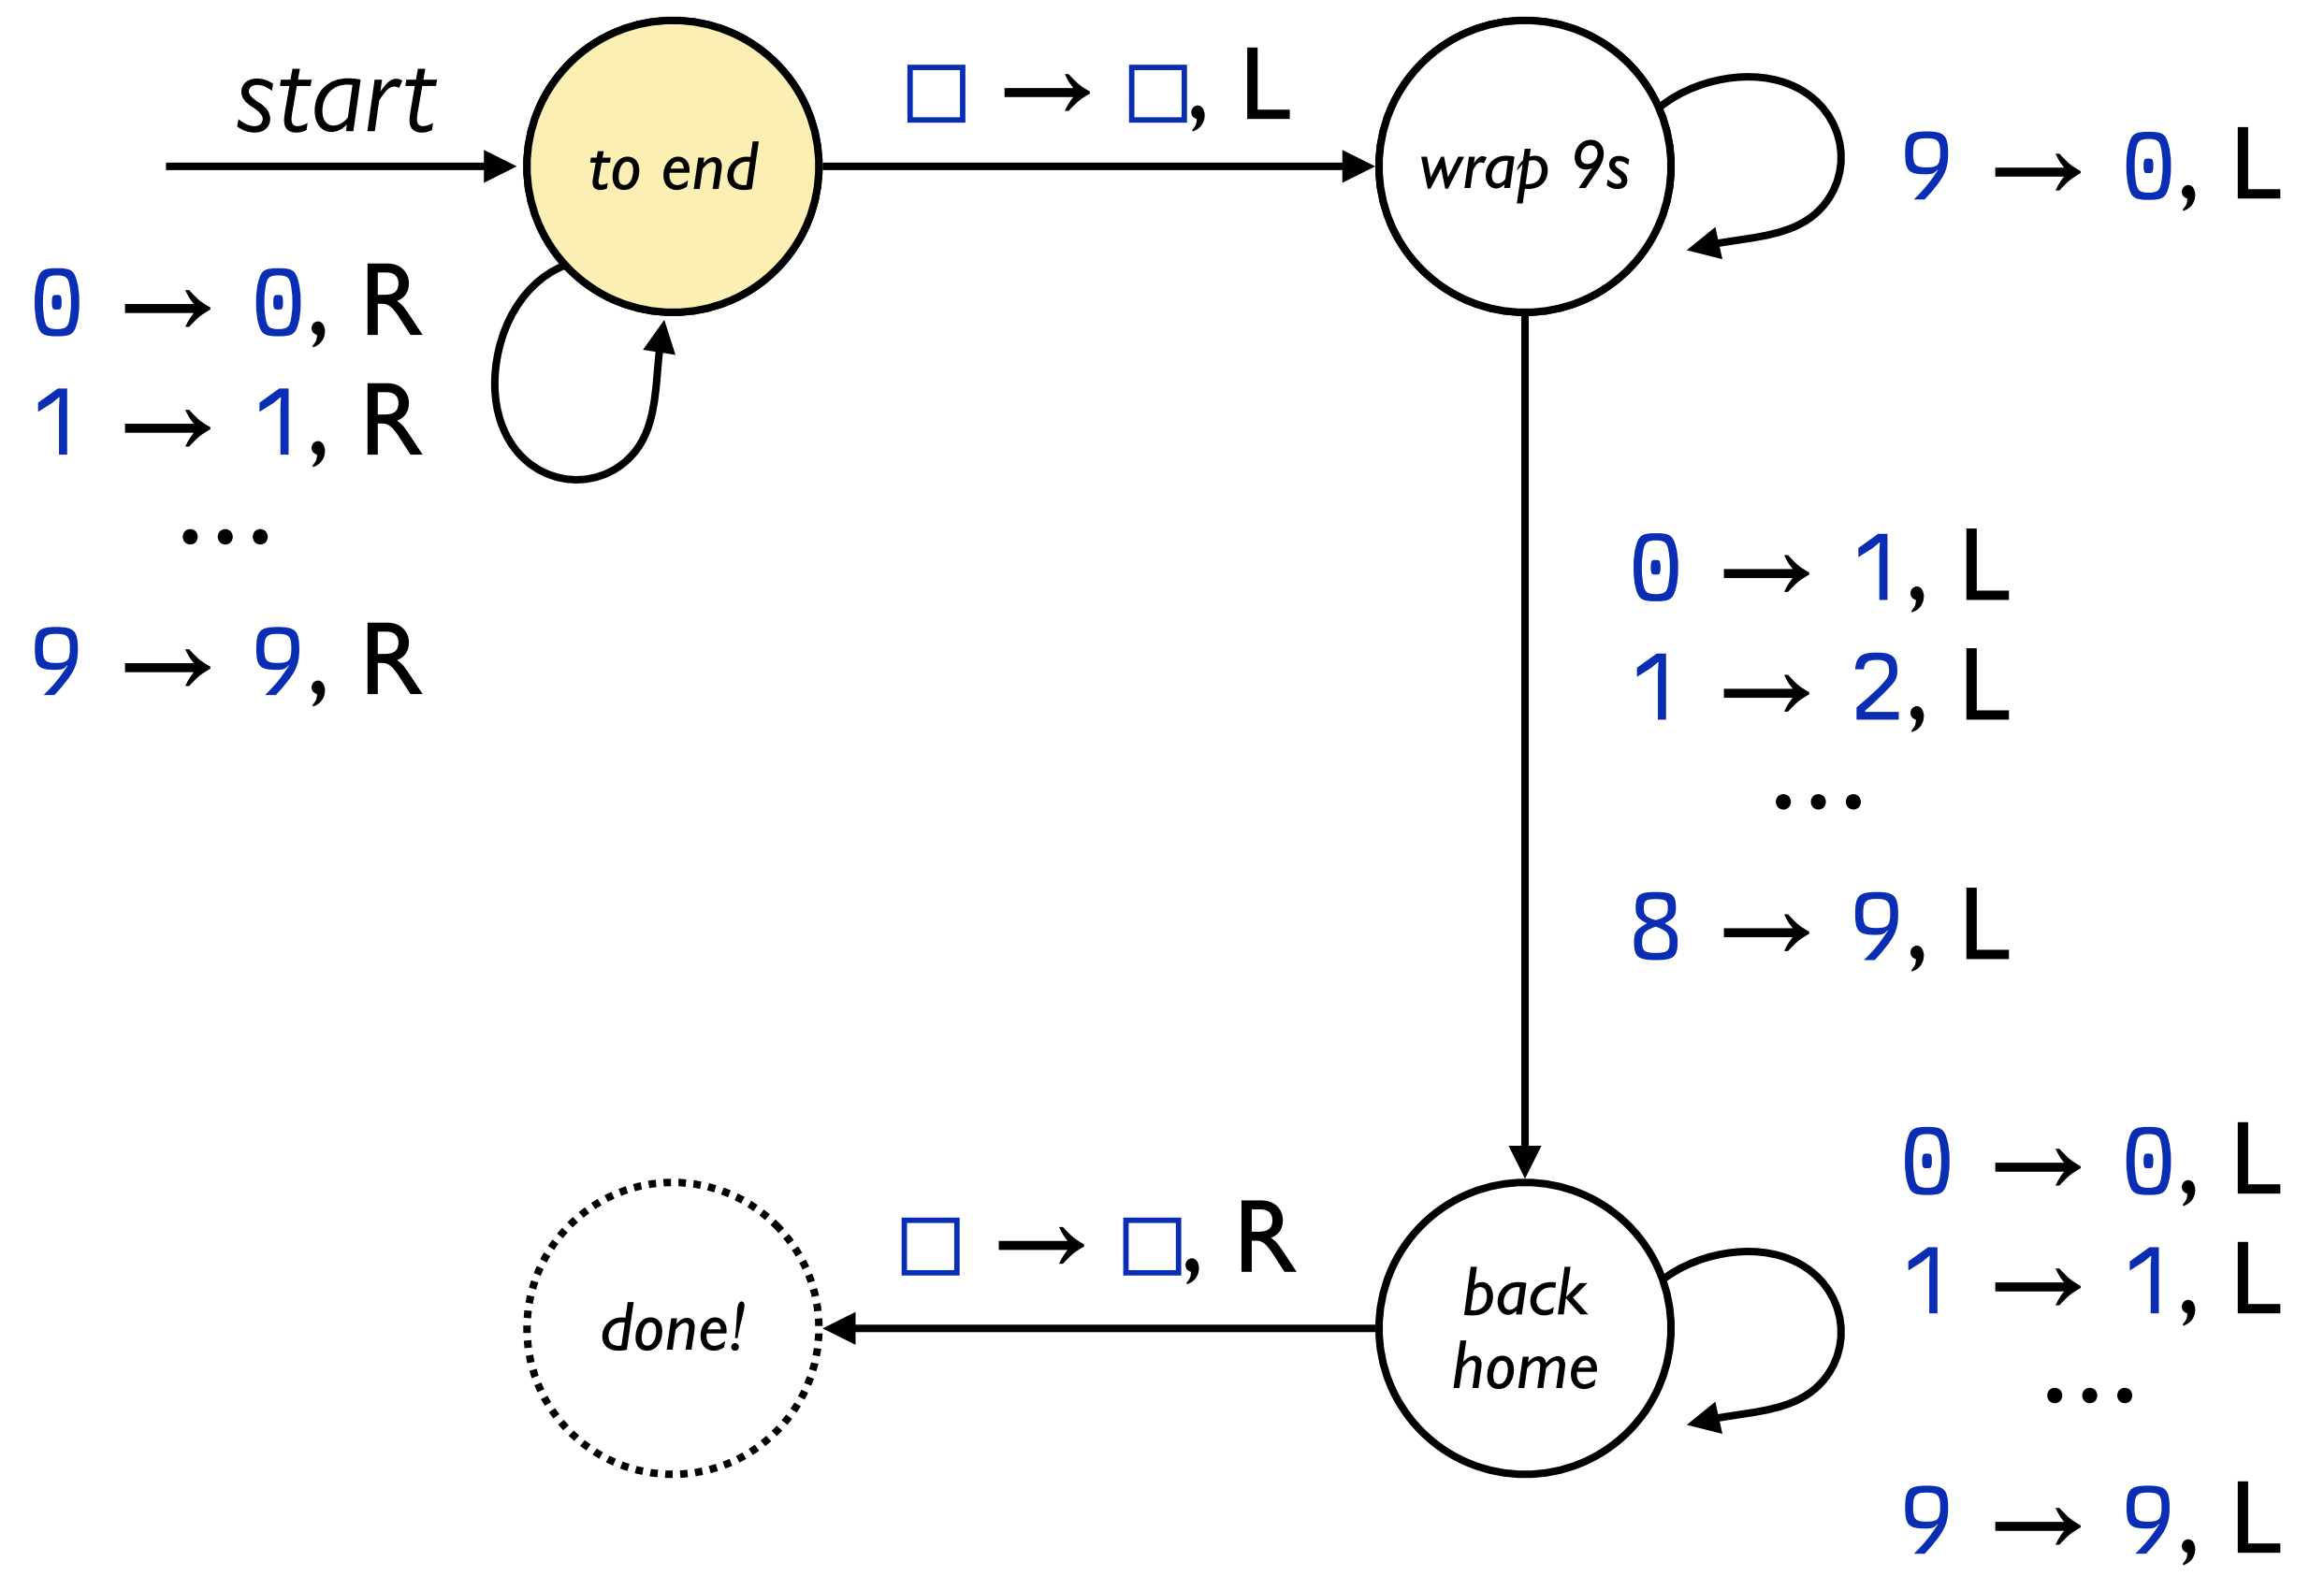 start
to end
□ → □, L
wrap 9s
9 → 0, L
0 → 0, R
1 → 1, R
...
9 → 9, R
0 → 1, L
1 → 2, L
...
8 → 9, L
done!
□ → □, R
back
home
0 → 0, L
1 → 1, L
...
9 → 9, L